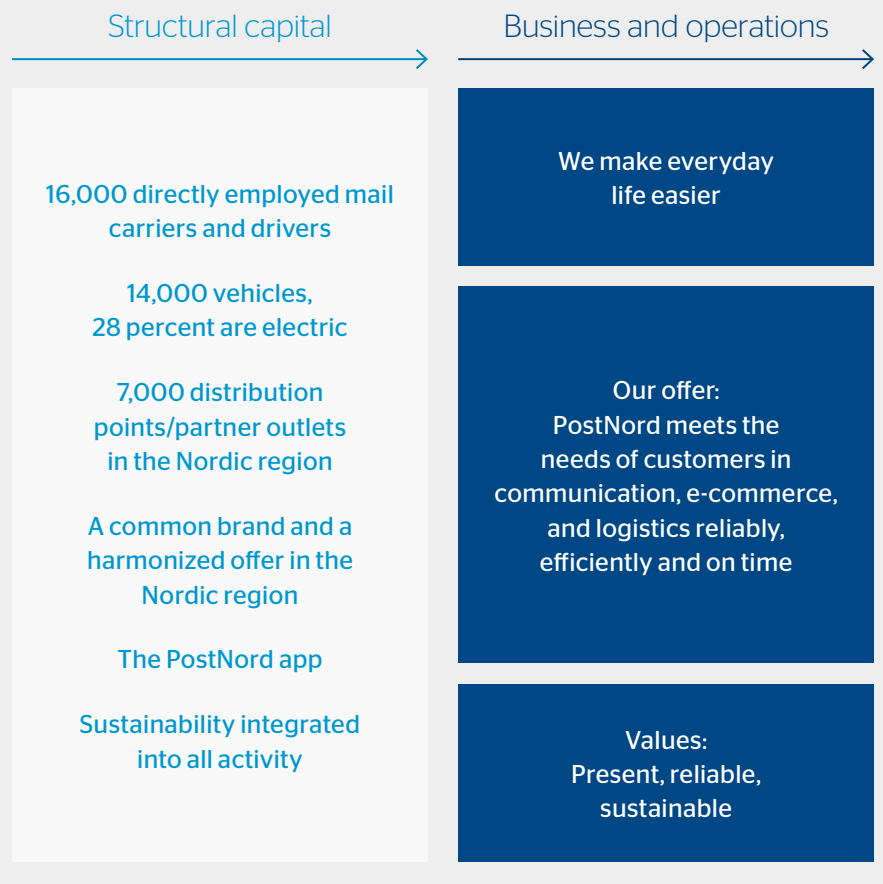 Structural capital
16,000 directly employed mail
carriers and drivers
14,000 vehicles,
28 percent are electric
7,000 distribution
points/partner outlets
in the Nordic region
A common brand and a
harmonized offer in the
Nordic region
The PostNord app
Sustainability integrated
into all activity
Business and operations
We make everyday
life easier
Our offer:
PostNord meets the
needs of customers in
communication, e-commerce,
and logistics reliably,
efficiently and on time
Values:
Present, reliable,
sustainable